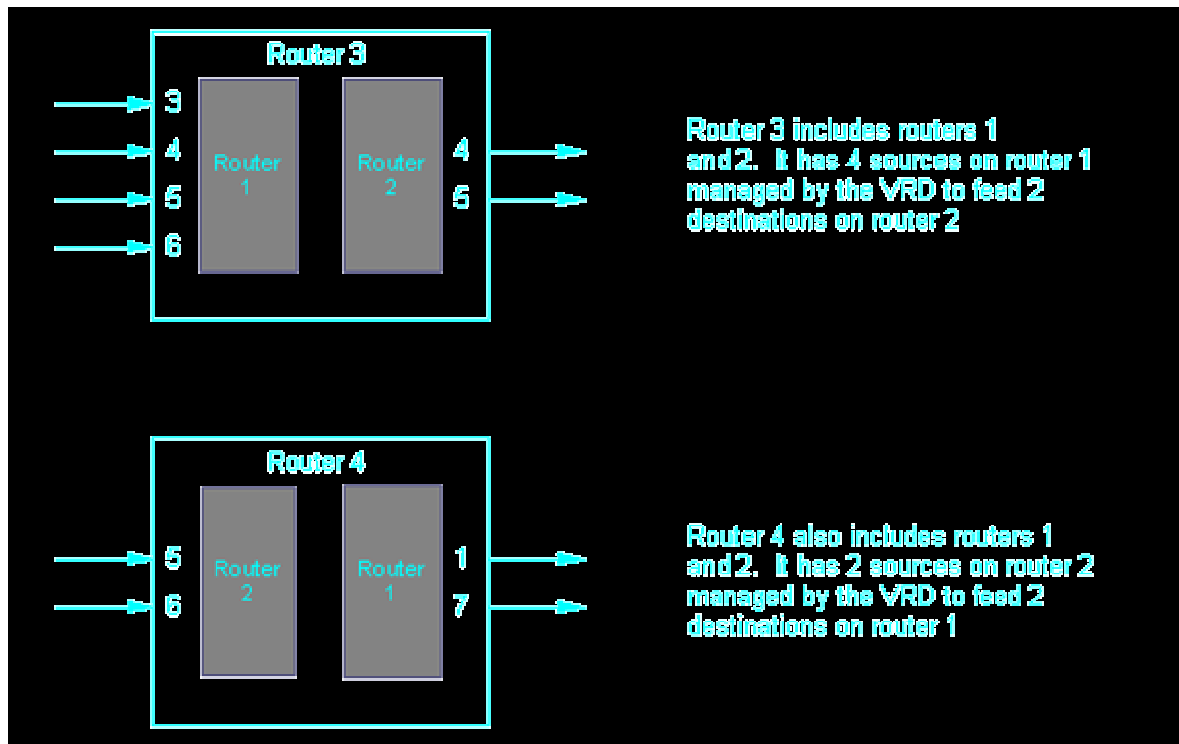 Router 3
3
4
5
6
Router
1
Router
2
4
5
Router 3 includes routers 1
and 2. It has 4 sources on router 1
managed by the VRD to feed 2
destinations on router 2
Router 4
5
6
Router
2
Router
1
1
7
Router 4 also includes routers 1
and 2. It has 2 sources on router 2
managed by the VRD to feed 2
destinations on router 1